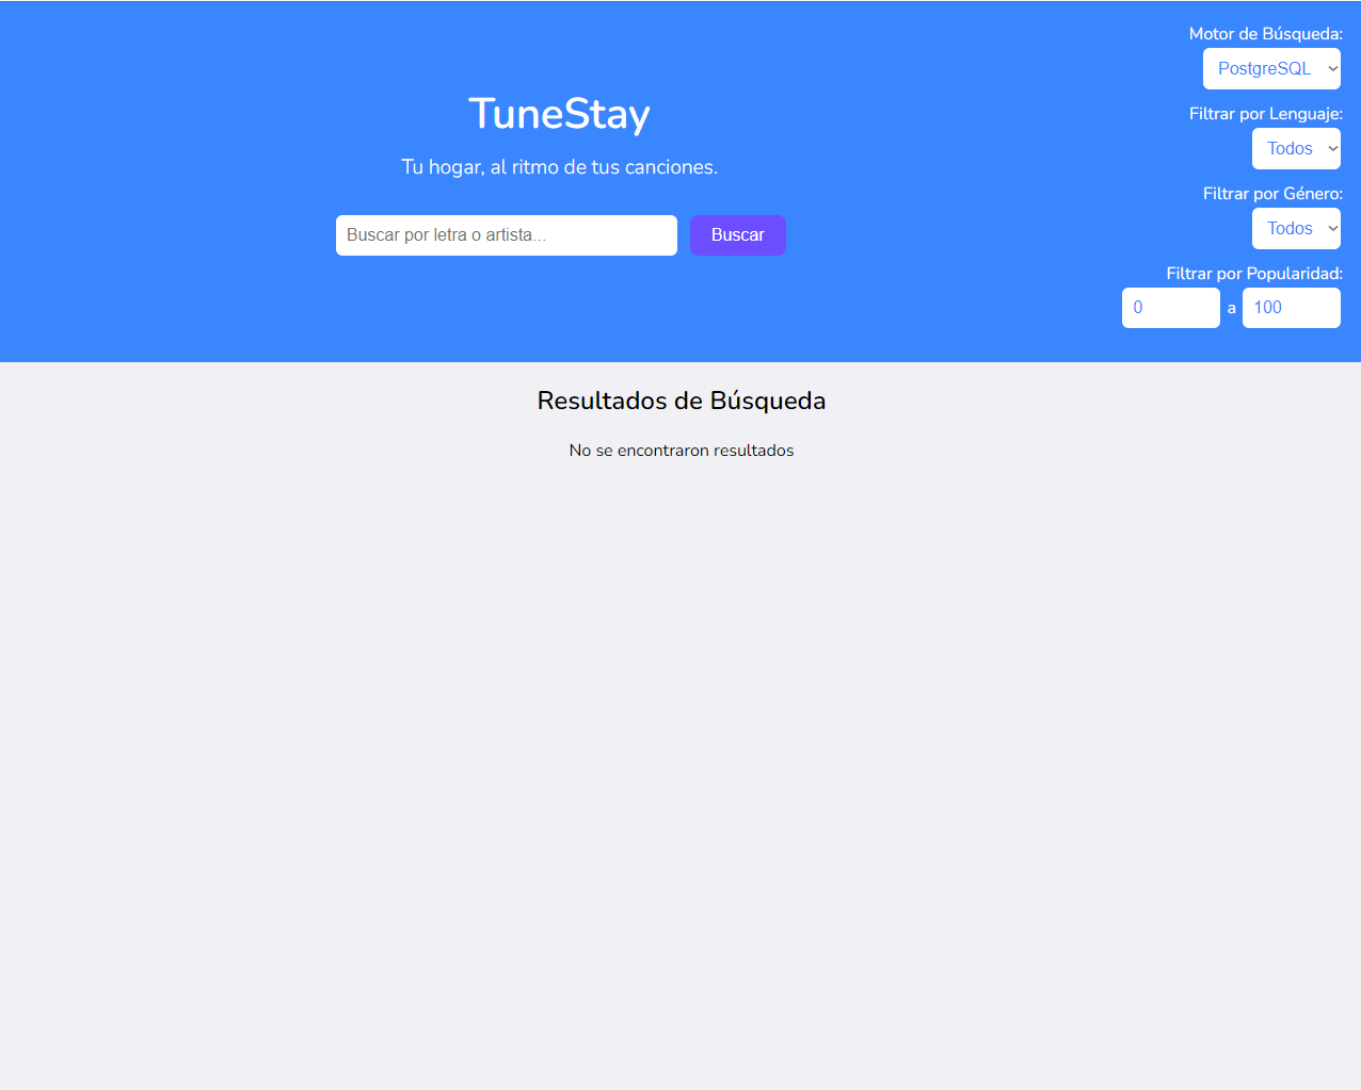 TuneStay
Tu hogar, al ritmo de tus canciones.
Buscar por letra o artista...
Buscar
Motor de Búsqueda:
PostgreSQL
Filtrar por Lenguaje:
Todos
Filtrar por Género:
Todos
Filtrar por Popularidad:
0 a 100
Resultados de Búsqueda
No se encontraron resultados